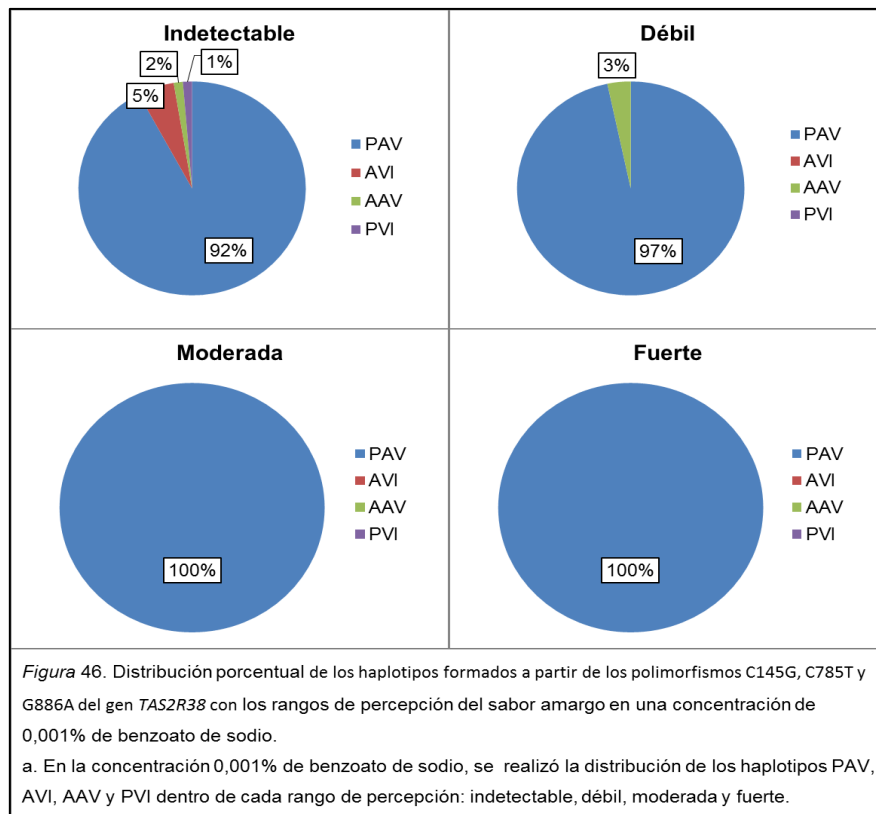 Indetectable
2%
1%
5%
92%
PAV
AVI
AAV
PVI
Débil
3%
97%
PAV
AVI
AAV
PVI
Moderada
100%
PAV
AVI
AAV
PVI
Fuerte
100%
PAV
AVI
AAV
PVI
Figura 46. Distribución porcentual de los haplotipos formados a partir de los polimorfismos C145G, C785T y
G886A del gen TAS2R38 con los rangos de percepción del sabor amargo en una concentración de
0,001% de benzoato de sodio.
a. En la concentración 0,001% de benzoato de sodio, se realizó la distribución de los haplotipos PAV,
AVI, AAV y PVI dentro de cada rango de percepción: indetectable, débil, moderada y fuerte.